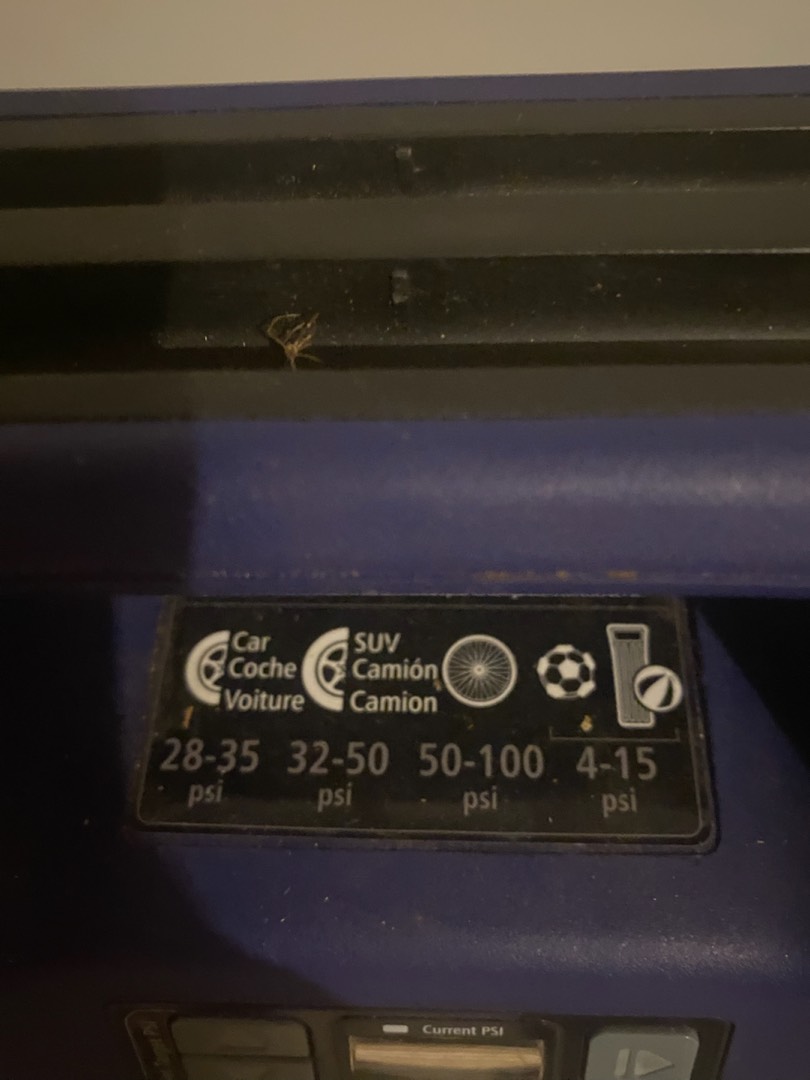 Car
Coche
Voiture
SUV
Camión
Camion
28-35
psi
32-50
psi
50-100
psi
4-15
psi
Current PSI